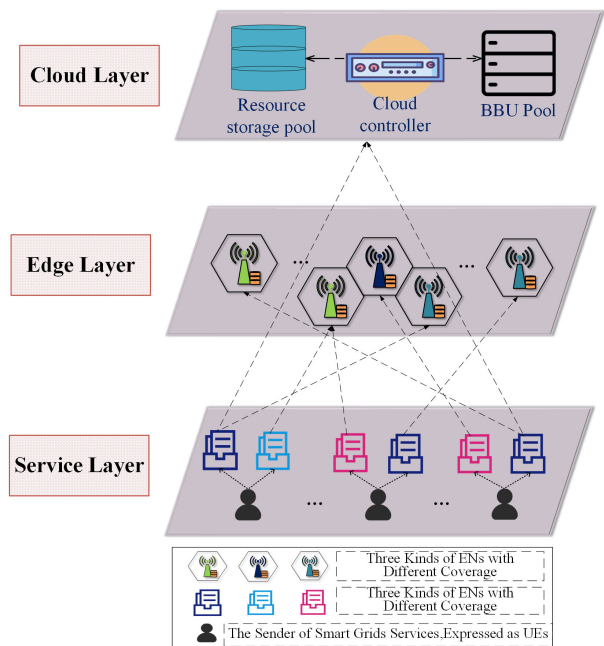 Cloud Layer
Resource
storage pool
Cloud
controller
BBU Pool
Edge Layer
...
...
Service Layer
...
...
Three Kinds of ENs with
Different Coverage
Three Kinds of ENs with
Different Coverage
The Sender of Smart Grids Services,Expressed as UEs